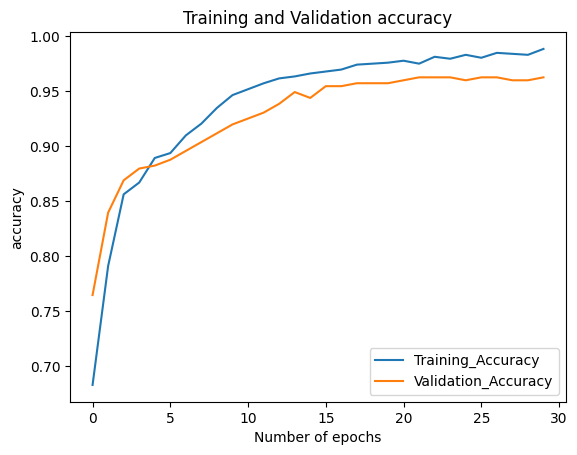 Training and Validation accuracy
1.00
0.95
0.90
0.85
0.80
0.75
0.70
accuracy
Training_Accuracy
Validation_Accuracy
0 5 10 15 20 25 30
Number of epochs